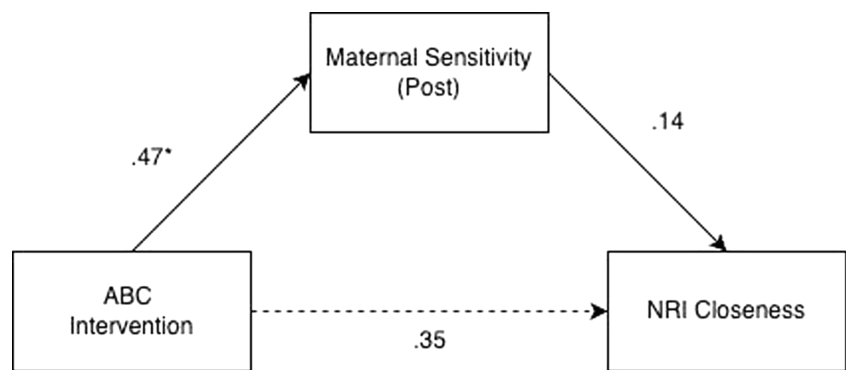 Maternal Sensitivity
(Post)
.47*
.14
ABC
Intervention
NRI Closeness
.35